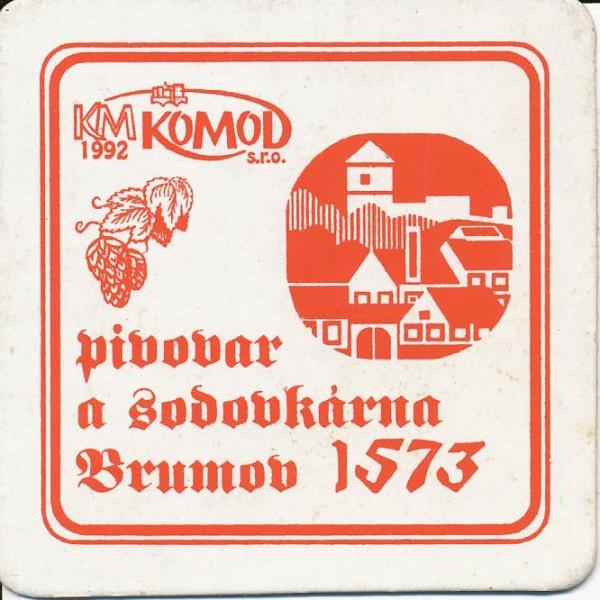 KM KOMOD
1992 s.r.o.
pivovar
a sodovkárna
Brumov 1573